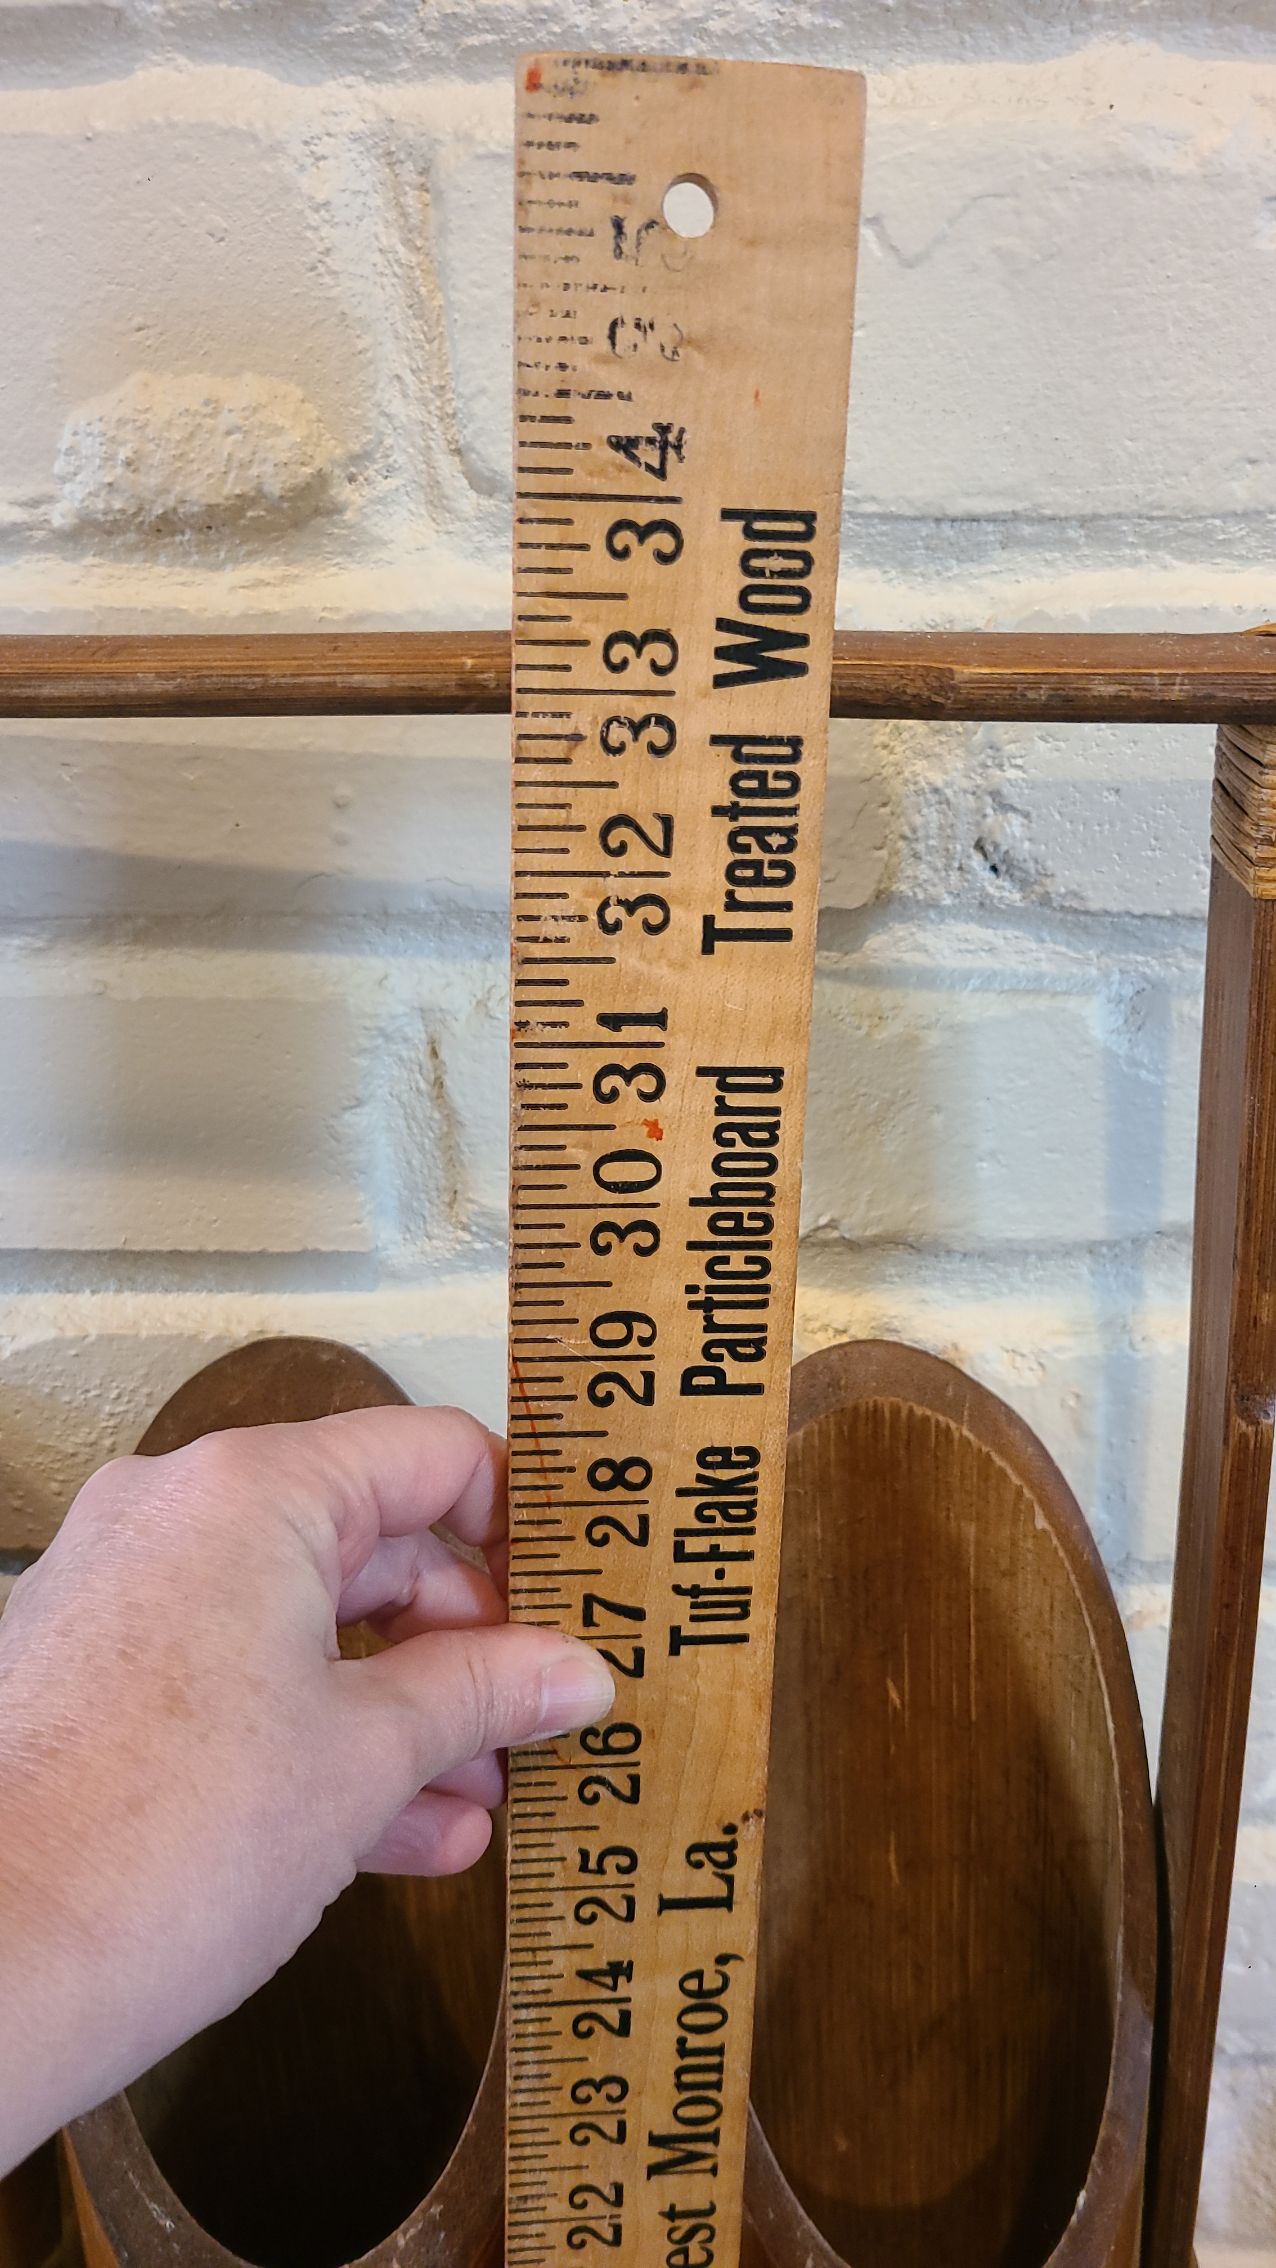 22 23 24 25 26 27 28 29 30 31 32 33 34 35
est Monroe, La. Tuf-Flake Particleboard Treated Wood